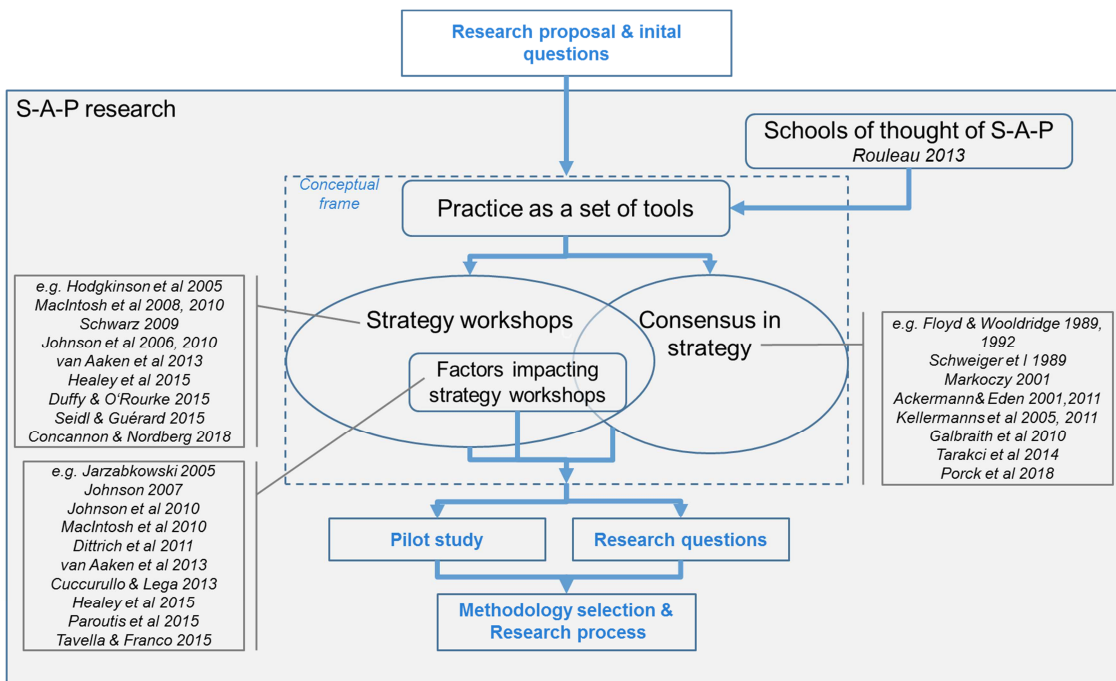 Research proposal & inital
questions
S-A-P research
Schools of thought of S-A-P
Rouleau 2013
Conceptual
frame
Practice as a set of tools
e.g. Hodgkinson et al 2005
MacIntosh et al 2008, 2010
Schwarz 2009
Johnson et al 2006, 2010
van Aaken et al 2013
Healey et al 2015
Duffy & O'Rourke 2015
Seidl & Guérard 2015
Concannon & Nordberg 2018
Strategy workshops
Consensus in
strategy
Factors impacting
strategy workshops
e.g. Floyd & Wooldridge 1989,
1992
Schweiger et l 1989
Markoczy 2001
Ackermann& Eden 2001,2011
Kellermanns et al 2005, 2011
Galbraith et al 2010
Tarakci et al 2014
Porck et al 2018
e.g. Jarzabkowski 2005
Johnson 2007
Johnson et al 2010
MacIntosh et al 2010
Dittrich et al 2011
van Aaken et al 2013
Cuccurullo & Lega 2013
Healey et al 2015
Paroutis et al 2015
Tavella & Franco 2015
Pilot study
Research questions
Methodology selection &
Research process